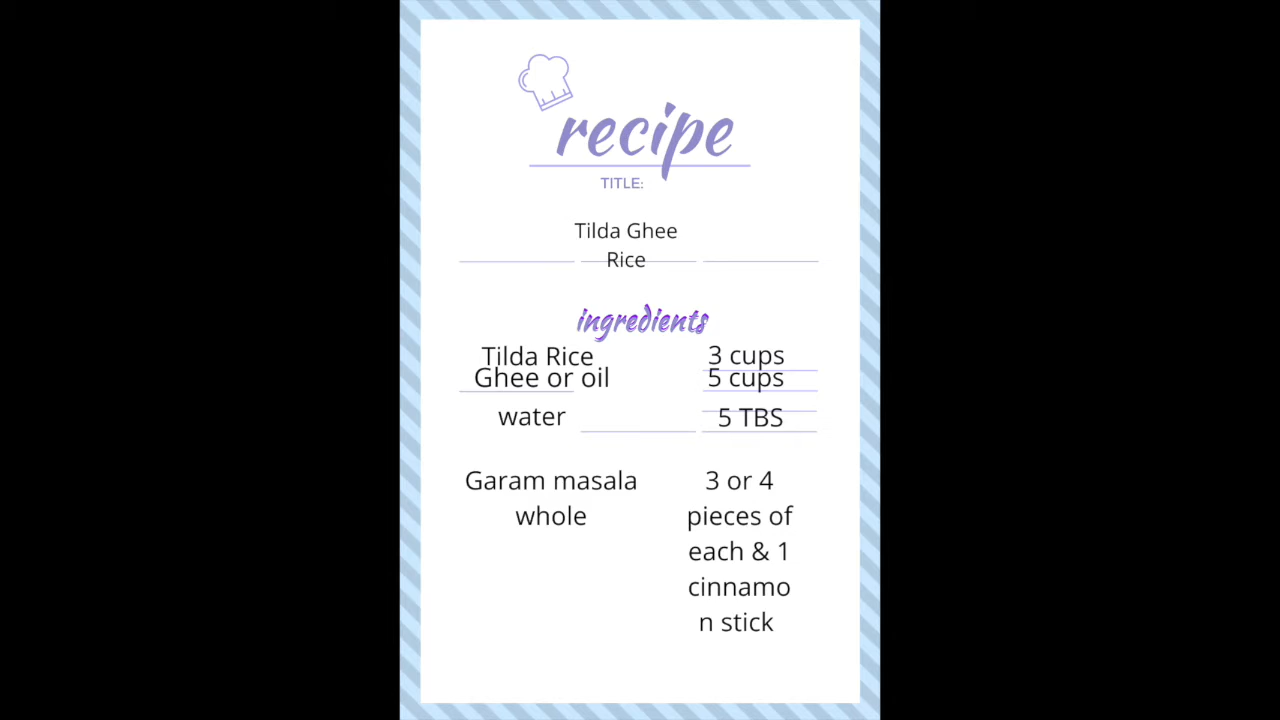 recipe
TITLE:
Tilda Ghee
Rice
ingredients
Tilda Rice 3 cups
Ghee or oil 5 cups
water 5 TBS
Garam masala 3 or 4
whole pieces of
each & 1
cinnamo
n stick